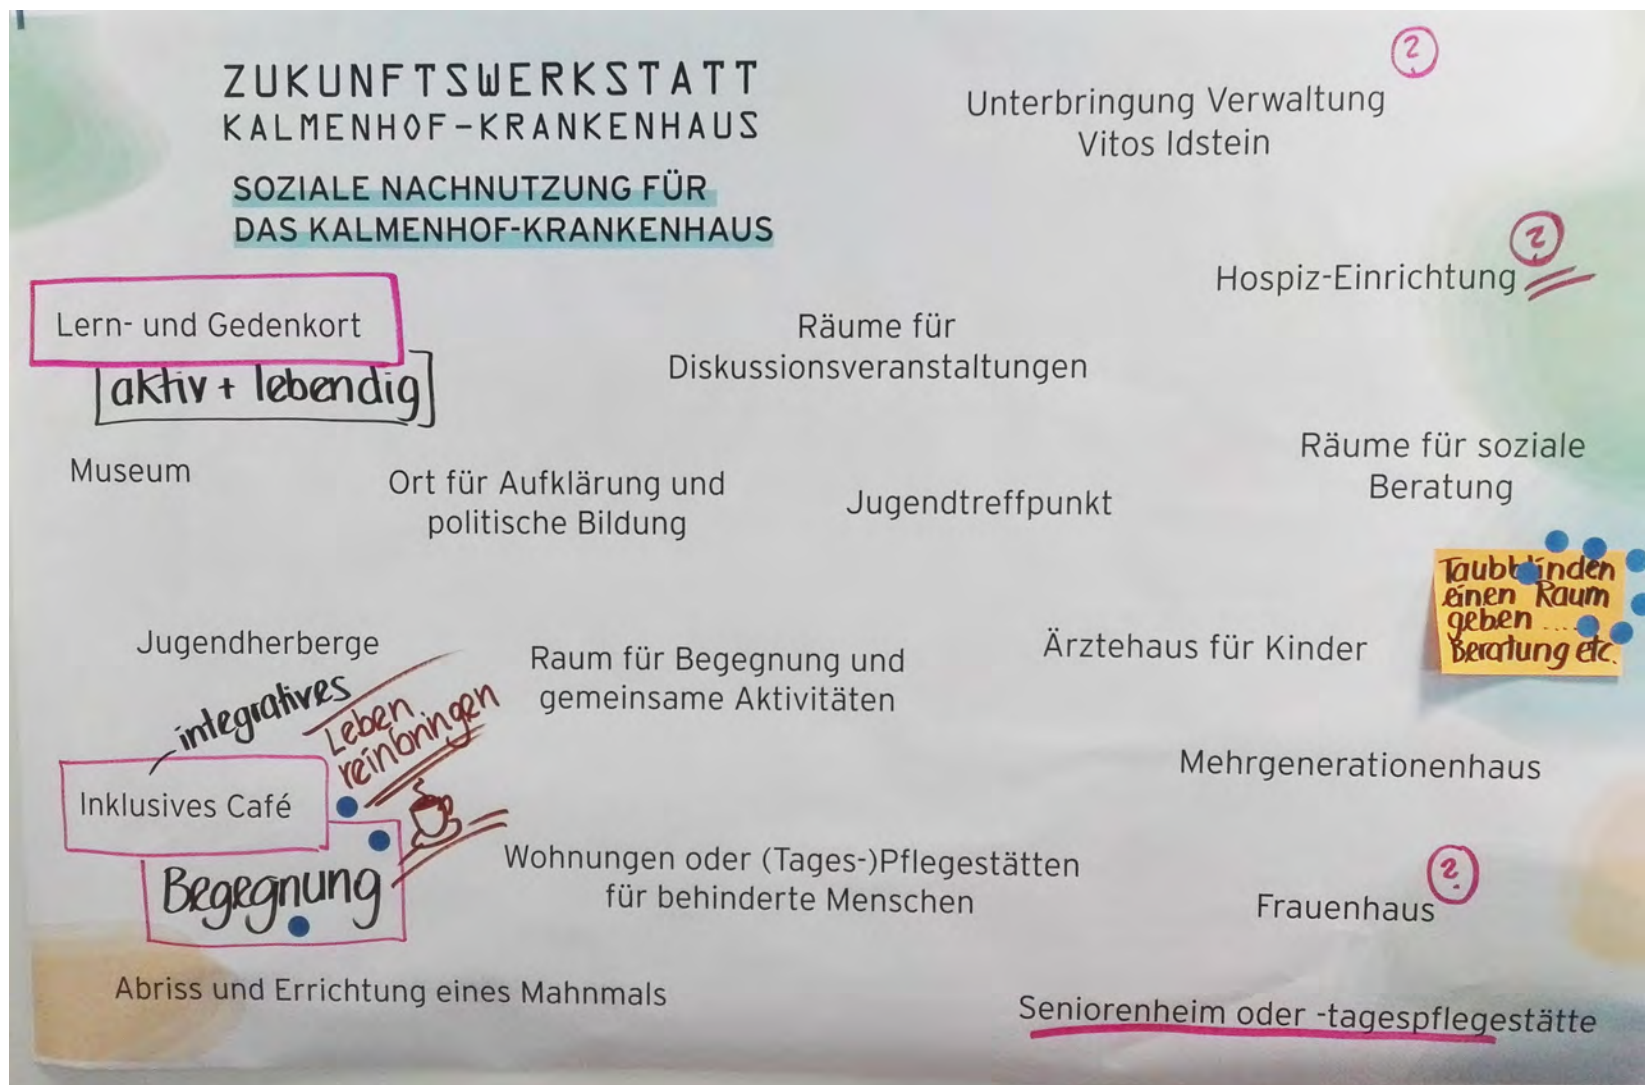 ZUKUNFTSWERKSTATT
KALMENHOF-KRANKENHAUS
SOZIALE NACHNUTZUNG FÜR
DAS KALMENHOF-KRANKENHAUS
?
Unterbringung Verwaltung
Vitos Idstein
?
Hospiz-Einrichtung
Lern- und Gedenkort
aktiv + lebendig
Räume für
Diskussionsveranstaltungen
Räume für soziale
Beratung
Museum
Ort für Aufklärung und
politische Bildung
Jugendtreffpunkt
Taubblinden
einen Raum
geben ....
Beratung etc.
Jugendherberge
Raum für Begegnung und
gemeinsame Aktivitäten
Ärztehaus für Kinder
integratives
Leben
reinbringen
Inklusives Café
Begegnung
Mehrgenerationenhaus
Wohnungen oder (Tages-)Pflegestätten
für behinderte Menschen
?
Frauenhaus
Abriss und Errichtung eines Mahnmals
Seniorenheim oder -tagespflegestätte